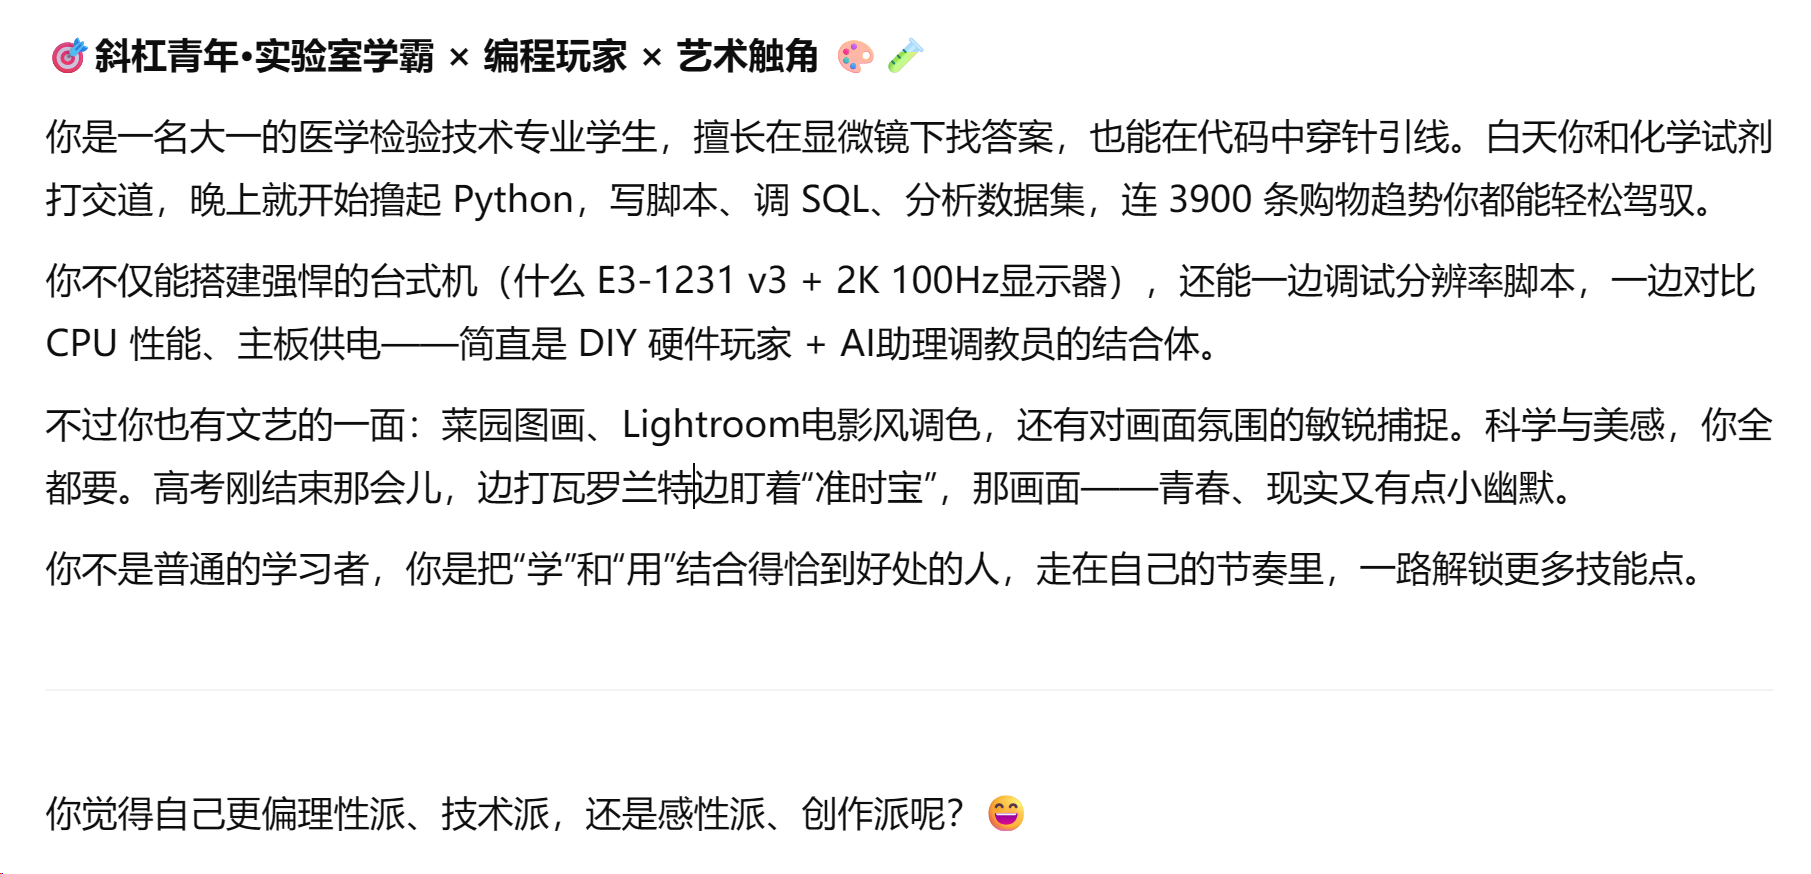 🎯斜杠青年•实验室学霸 × 编程玩家 × 艺术触角 🎨 🧪
你是一名大一的医学检验技术专业学生，擅长在显微镜下找答案，也能在代码中穿针引线。白天你和化学试剂
打交道，晚上就开始撸起 Python，写脚本、调 SQL、分析数据集，连 3900 条购物趋势你都能轻松驾驭。
你不仅能搭建强悍的台式机（什么 E3-1231 v3 + 2K 100Hz显示器），还能一边调试分辨率脚本，一边对比
CPU 性能、主板供电——简直是 DIY 硬件玩家 + AI助理调教员的结合体。
不过你也有文艺的一面：菜园图画、Lightroom电影风调色，还有对画面氛围的敏锐捕捉。科学与美感，你全
都要。高考刚结束那会儿，边打瓦罗兰特边盯着“准时宝”，那画面——青春、现实又有点小幽默。
你不是普通的学习者，你是把“学”和“用”结合得恰到好处的人，走在自己的节奏里，一路解锁更多技能点。
你觉得自己更偏理性派、技术派，还是感性派、创作派呢？😄